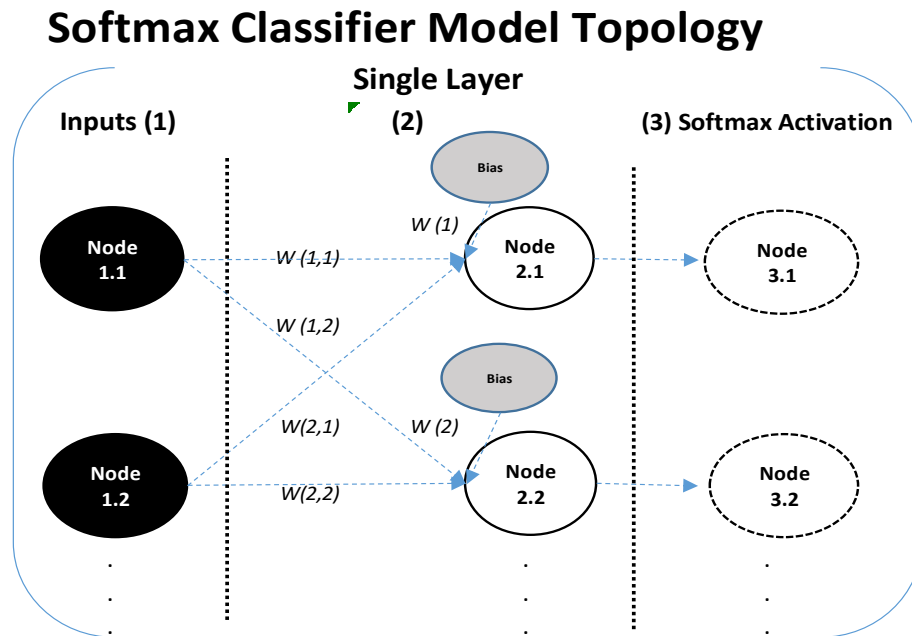 Softmax Classifier Model Topology
Single Layer
Inputs (1)
(2)
(3) Softmax Activation
Bias
W (1)
Node
1.1
W (1,1)
Node
2.1
Node
3.1
W (1,2)
Bias
W(2,1)
W (2)
Node
1.2
W(2,2)
Node
2.2
Node
3.2
. . .
. . .
. . .